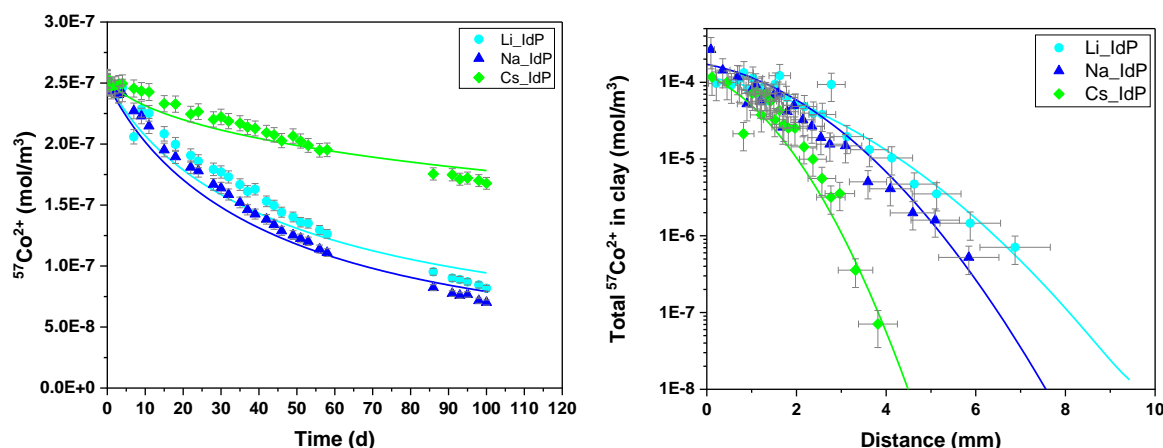 3.0E-7
2.5E-7
2.0E-7
1.5E-7
1.0E-7
5.0E-8
0.0E+0
⁵⁷Co²⁺ (mol/m³)
Li_IdP
Na_IdP
Cs_IdP
0 10 20 30 40 50 60 70 80 90 100 110 120
Time (d)
1E-4
1E-5
1E-6
1E-7
1E-8
Total ⁵⁷Co²⁺ in clay (mol/m³)
Li_IdP
Na_IdP
Cs_IdP
0 2 4 6 8 10
Distance (mm)